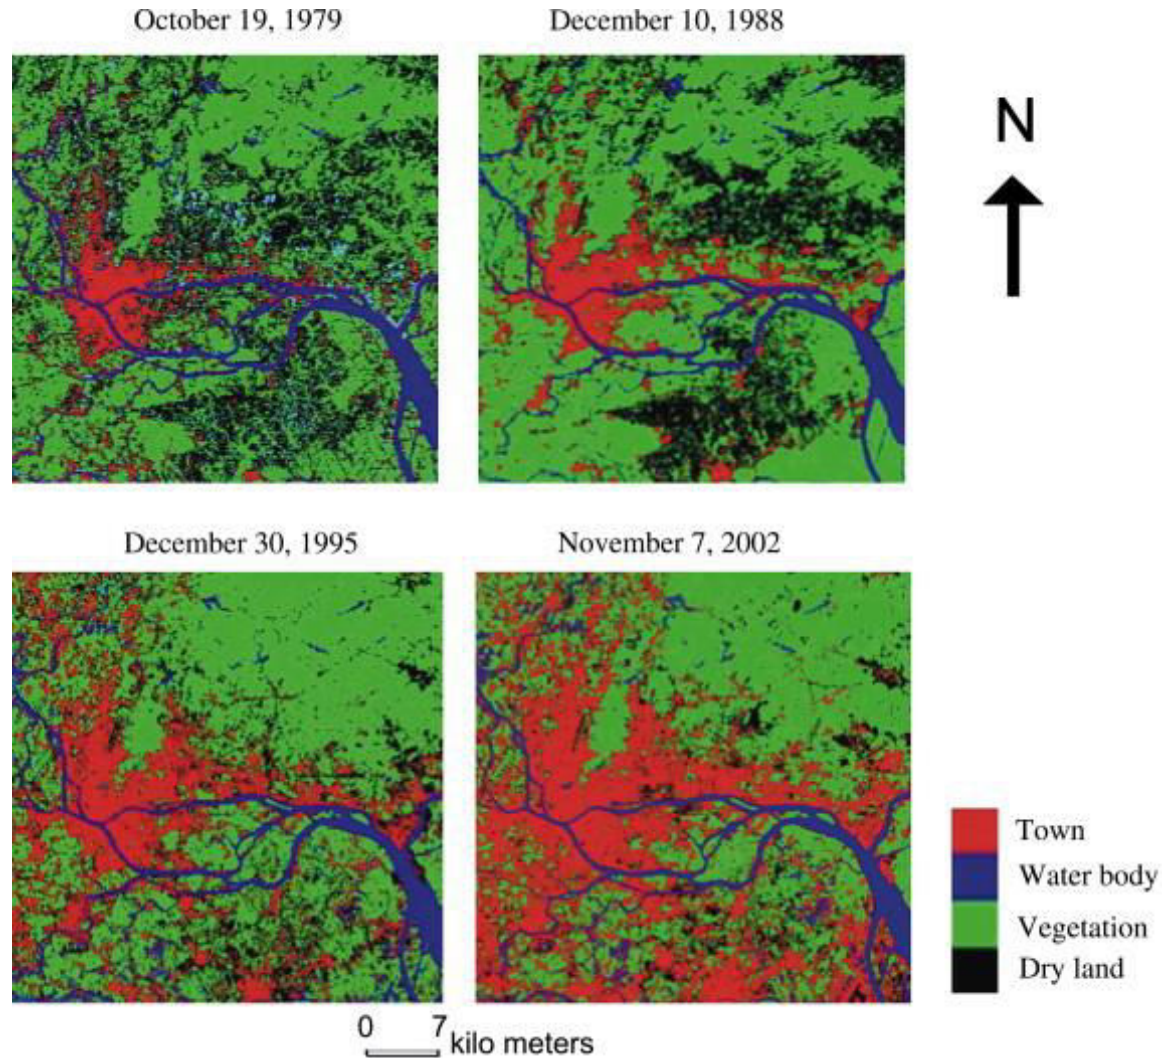 October 19, 1979
December 10, 1988
N
December 30, 1995
November 7, 2002
Town
Water body
Vegetation
Dry land
0 7
kilo meters